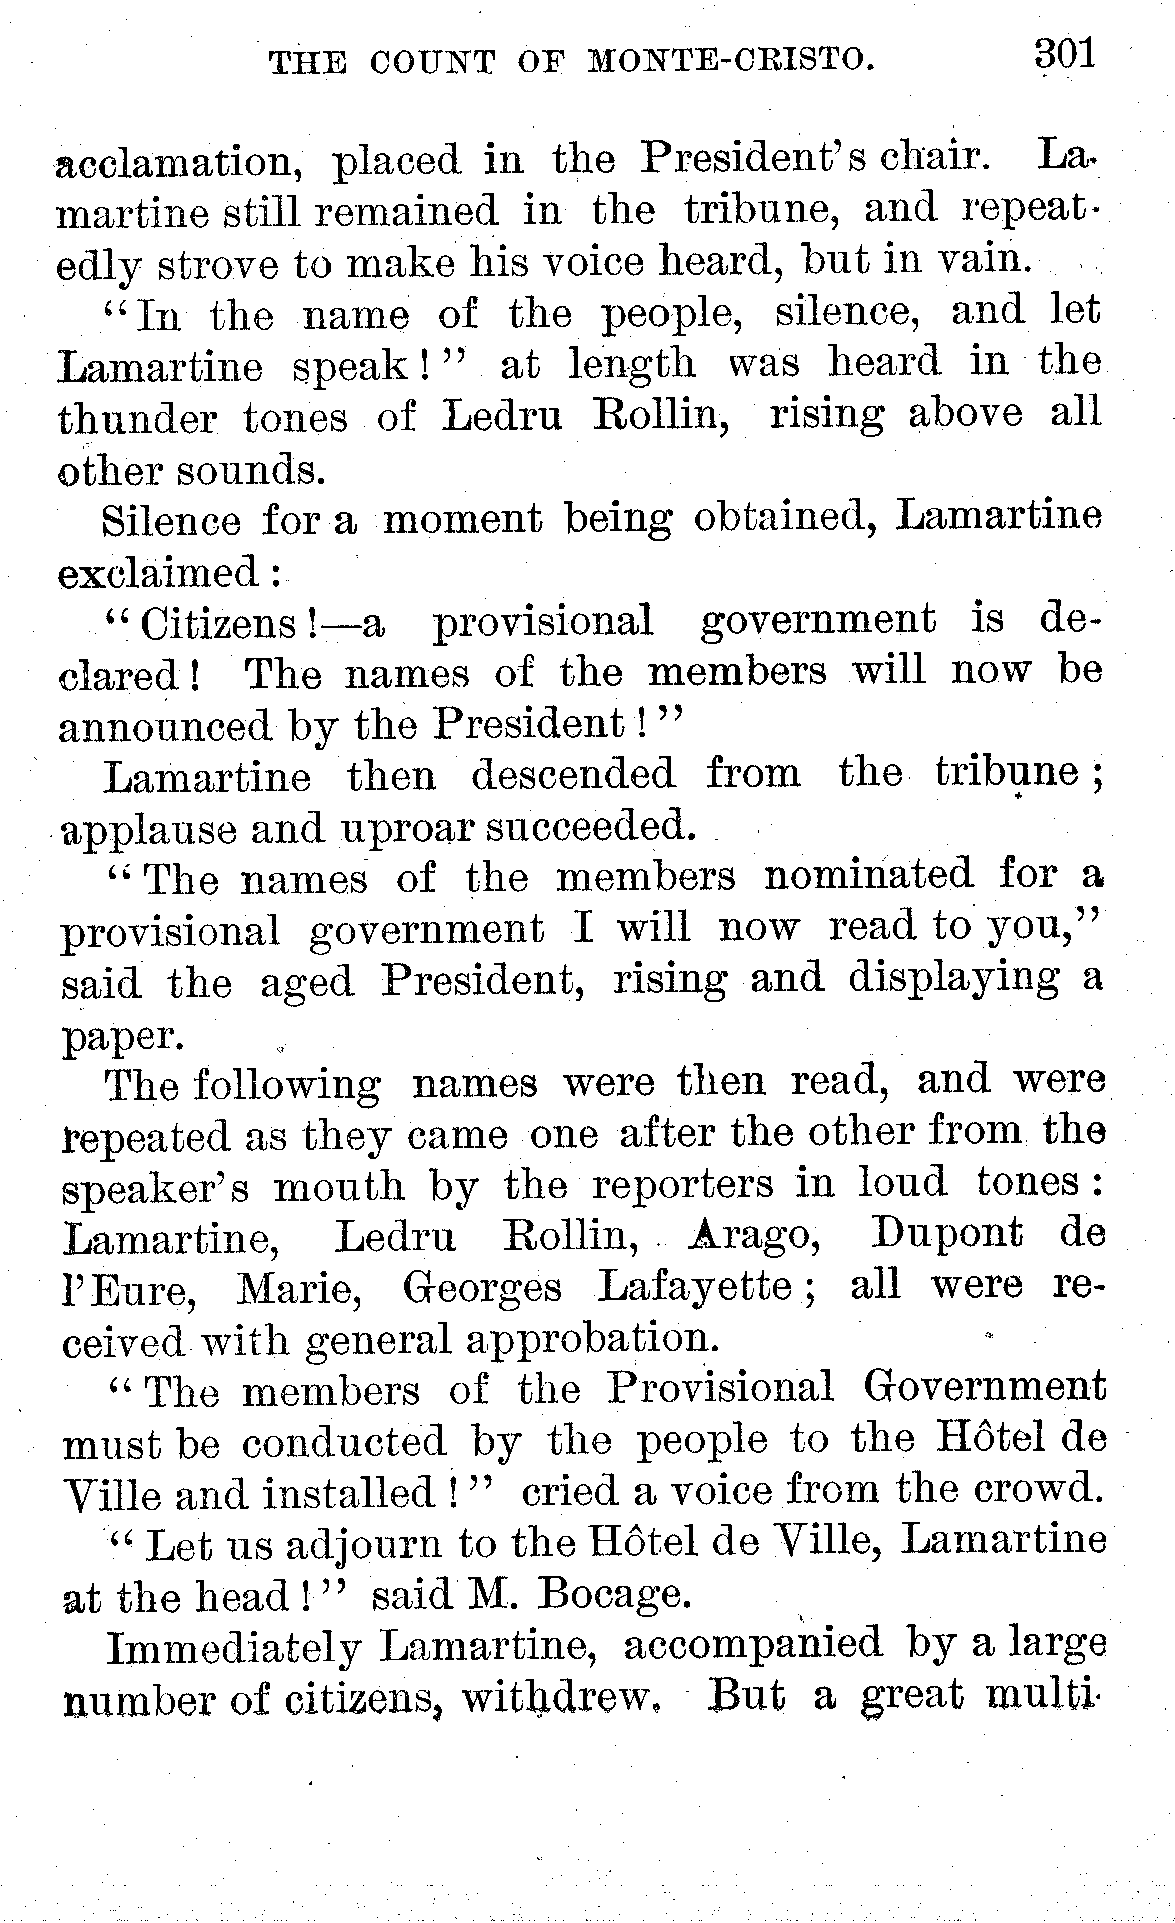 THE COUNT OF MONTE-CRISTO. 301
acclamation, placed in the President's chair. La-
martine still remained in the tribune, and repeat-
edly strove to make his voice heard, but in vain.
"In the name of the people, silence, and let
Lamartine speak!" at length was heard in the
thunder tones of Ledru Rollin, rising above all
other sounds.
Silence for a moment being obtained, Lamartine
exclaimed:
"Citizens!—a provisional government is de-
clared! The names of the members will now be
announced by the President!"
Lamartine then descended from the tribune;
applause and uproar succeeded.
"The names of the members nominated for a
provisional government I will now read to you,"
said the aged President, rising and displaying a
paper.
The following names were then read, and were
repeated as they came one after the other from the
speaker's mouth by the reporters in loud tones:
Lamartine, Ledru Rollin, Arago, Dupont de
l'Eure, Marie, Georges Lafayette; all were re-
ceived with general approbation.
"The members of the Provisional Government
must be conducted by the people to the Hôtel de
Ville and installed!" cried a voice from the crowd.
"Let us adjourn to the Hôtel de Ville, Lamartine
at the head!" said M. Bocage.
Immediately Lamartine, accompanied by a large
number of citizens, withdrew. But a great multi-